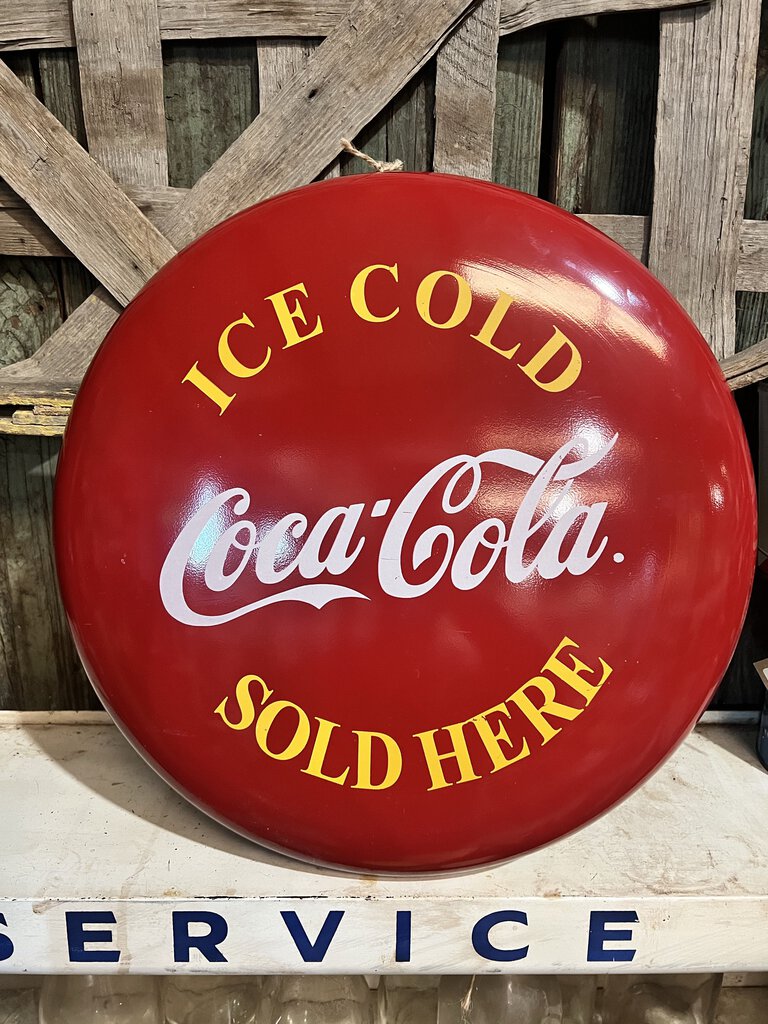 ICE COLD
Coca-Cola.
SOLD HERE
SERVICE